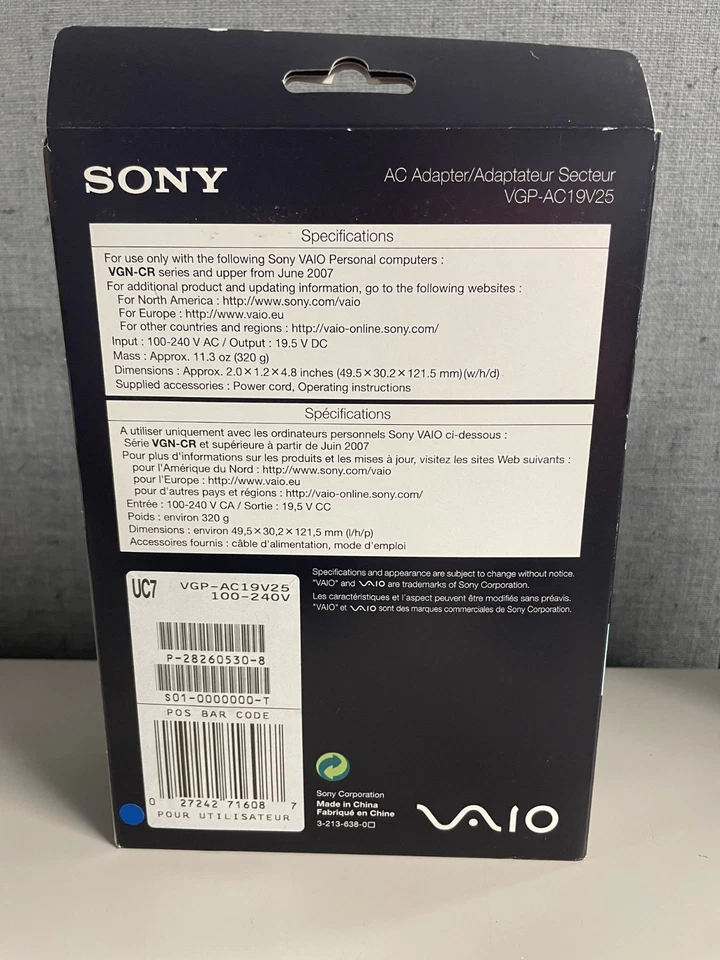 SONY
AC Adapter/Adaptateur Secteur
VGP-AC19V25
Specifications
For use only with the following Sony VAIO Personal computers :
VGN-CR series and upper from June 2007
For additional product and updating information, go to the following websites :
For North America : http://www.sony.com/vaio
For Europe : http://www.vaio.eu
For other countries and regions : http://vaio-online.sony.com/
Input : 100-240 V AC / Output : 19.5 V DC
Mass : Approx. 11.3 oz (320 g)
Dimensions : Approx. 2.0×1.2×4.8 inches (49.5×30.2×121.5 mm)(w/h/d)
Supplied accessories : Power cord, Operating instructions
Spécifications
A utiliser uniquement avec les ordinateurs personnels Sony VAIO ci-dessous :
Série VGN-CR et supérieure à partir de Juin 2007
Pour plus d'informations sur les produits et les mises à jour, visitez les sites Web suivants :
pour l'Amérique du Nord : http://www.sony.com/vaio
pour l'Europe : http://www.vaio.eu
pour d'autres pays et régions : http://vaio-online.sony.com/
Entrée : 100-240 V CA / Sortie : 19,5 V CC
Poids : environ 320 g
Dimensions : environ 49,5×30,2×121,5 mm (l/h/p)
Accessoires fournis : câble d'alimentation, mode d'emploi
Specifications and appearance are subject to change without notice.
"VAIO" and VAIO are trademarks of Sony Corporation.
Les caractéristiques et l'aspect peuvent être modifiés sans préavis.
"VAIO" et VAIO sont des marques commerciales de Sony Corporation.
UC7 VGP-AC19V25
100-240V
P-28260530-8
S01-0000000-T
POS BAR CODE
0 27242 71608 7
POUR UTILISATEUR
Sony Corporation
Made in China
Fabriqué en Chine
3-213-638-0□
VAIO